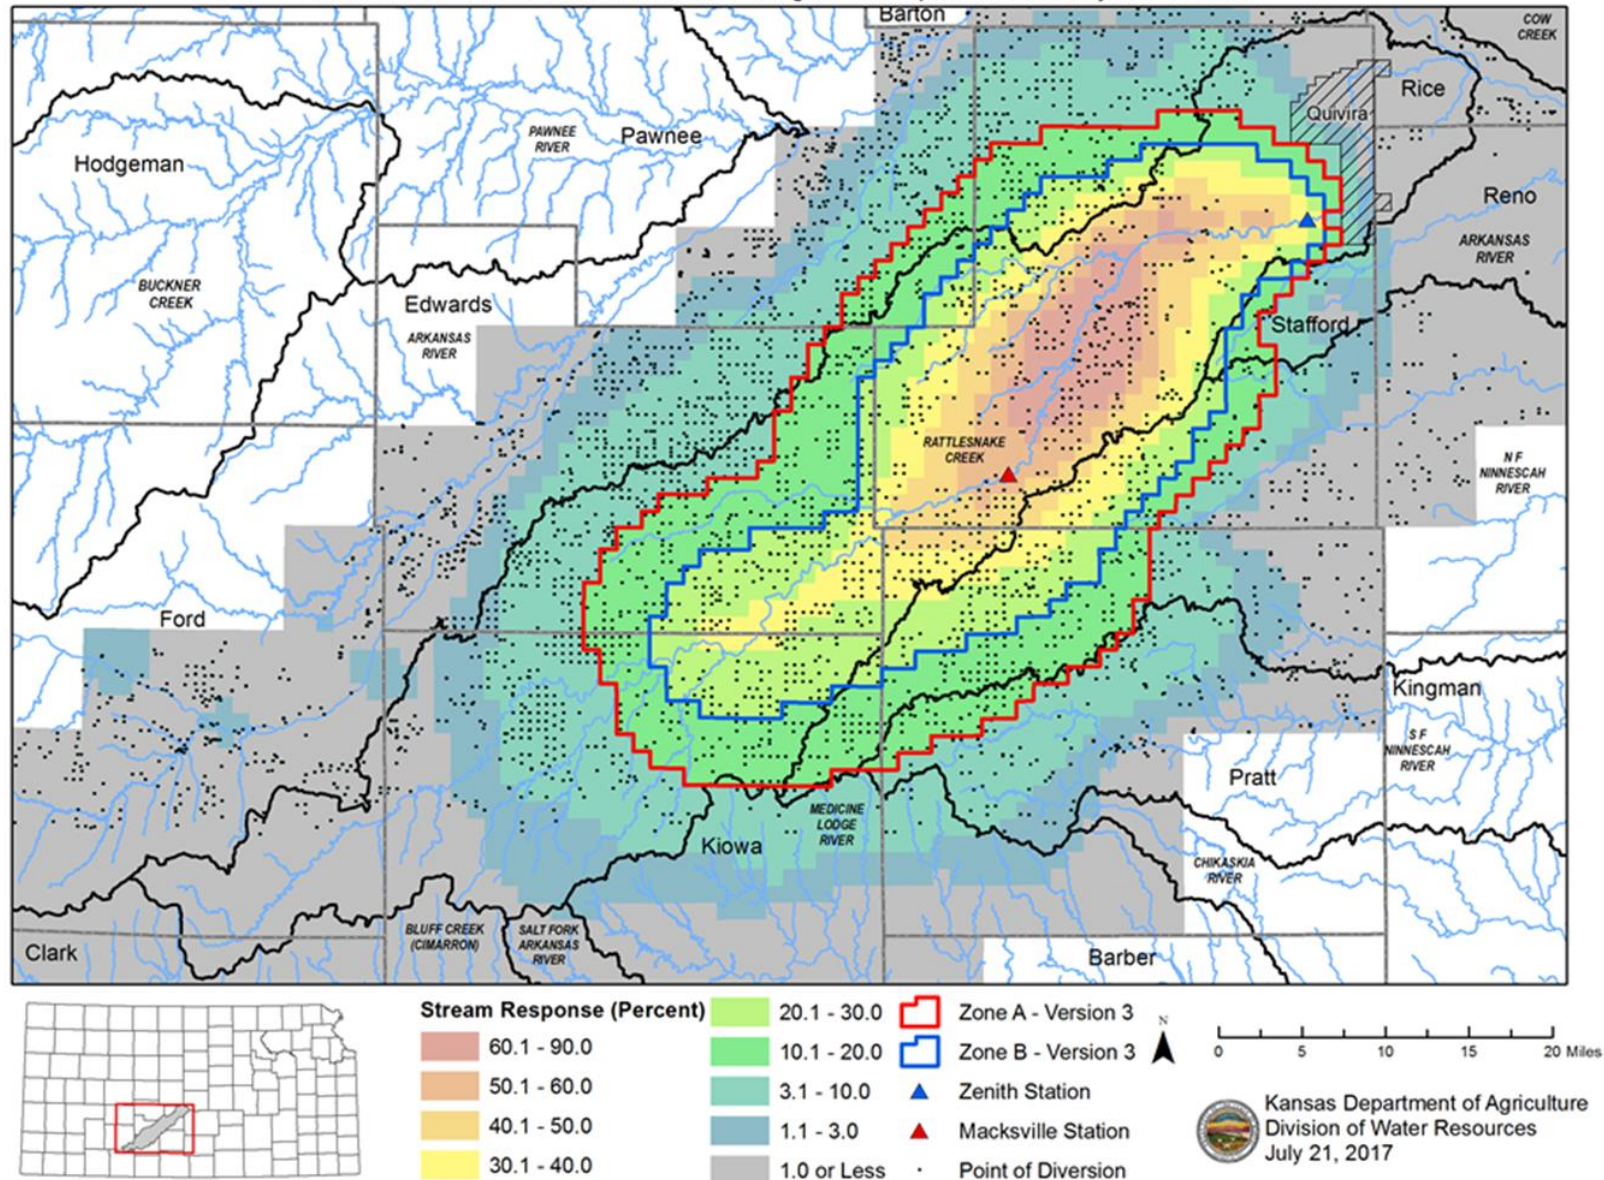 Barton
COW
CREEK
Rice
Quivira
PAWNEE
RIVER
Pawnee
Hodgeman
Reno
ARKANSAS
RIVER
BUCKNER
CREEK
Edwards
ARKANSAS
RIVER
Stafford
RATTLESNAKE
CREEK
N F
NINNESCAH
RIVER
Ford
Kingman
S F
NINNESCAH
RIVER
Pratt
MEDICINE
LODGE
RIVER
Kiowa
CHIKASKIA
RIVER
BLUFF CREEK
(CIMARRON)
SALT FORK
ARKANSAS
RIVER
Clark
Barber
Stream Response (Percent)
60.1 - 90.0
50.1 - 60.0
40.1 - 50.0
30.1 - 40.0
20.1 - 30.0
10.1 - 20.0
3.1 - 10.0
1.1 - 3.0
1.0 or Less
Zone A - Version 3
Zone B - Version 3
Zenith Station
Macksville Station
Point of Diversion
N
0 5 10 15 20 Miles
Kansas Department of Agriculture
Division of Water Resources
July 21, 2017